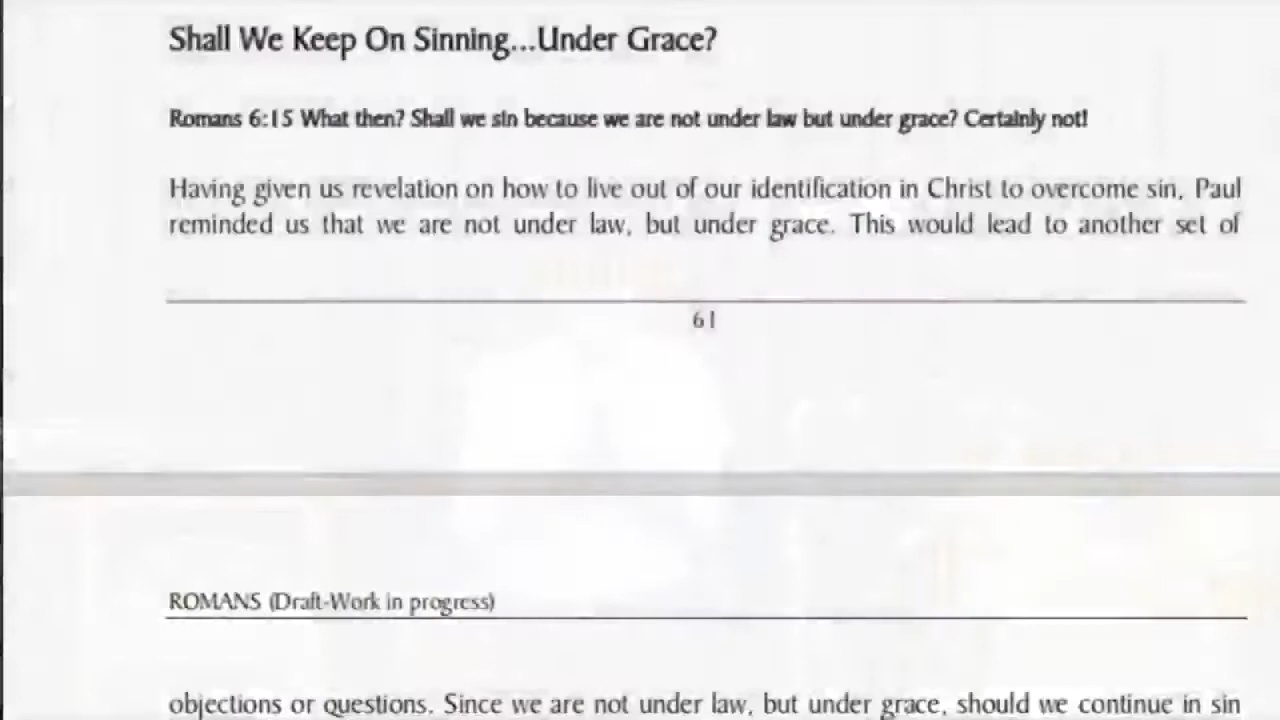 Shall We Keep On Sinning...Under Grace?
Romans 6:15 What then? Shall we sin because we are not under law but under grace? Certainly not!
Having given us revelation on how to live out of our identification in Christ to overcome sin, Paul
reminded us that we are not under law, but under grace. This would lead to another set of
61
ROMANS (Draft-Work in progress)
objections or questions. Since we are not under law, but under grace, should we continue in sin